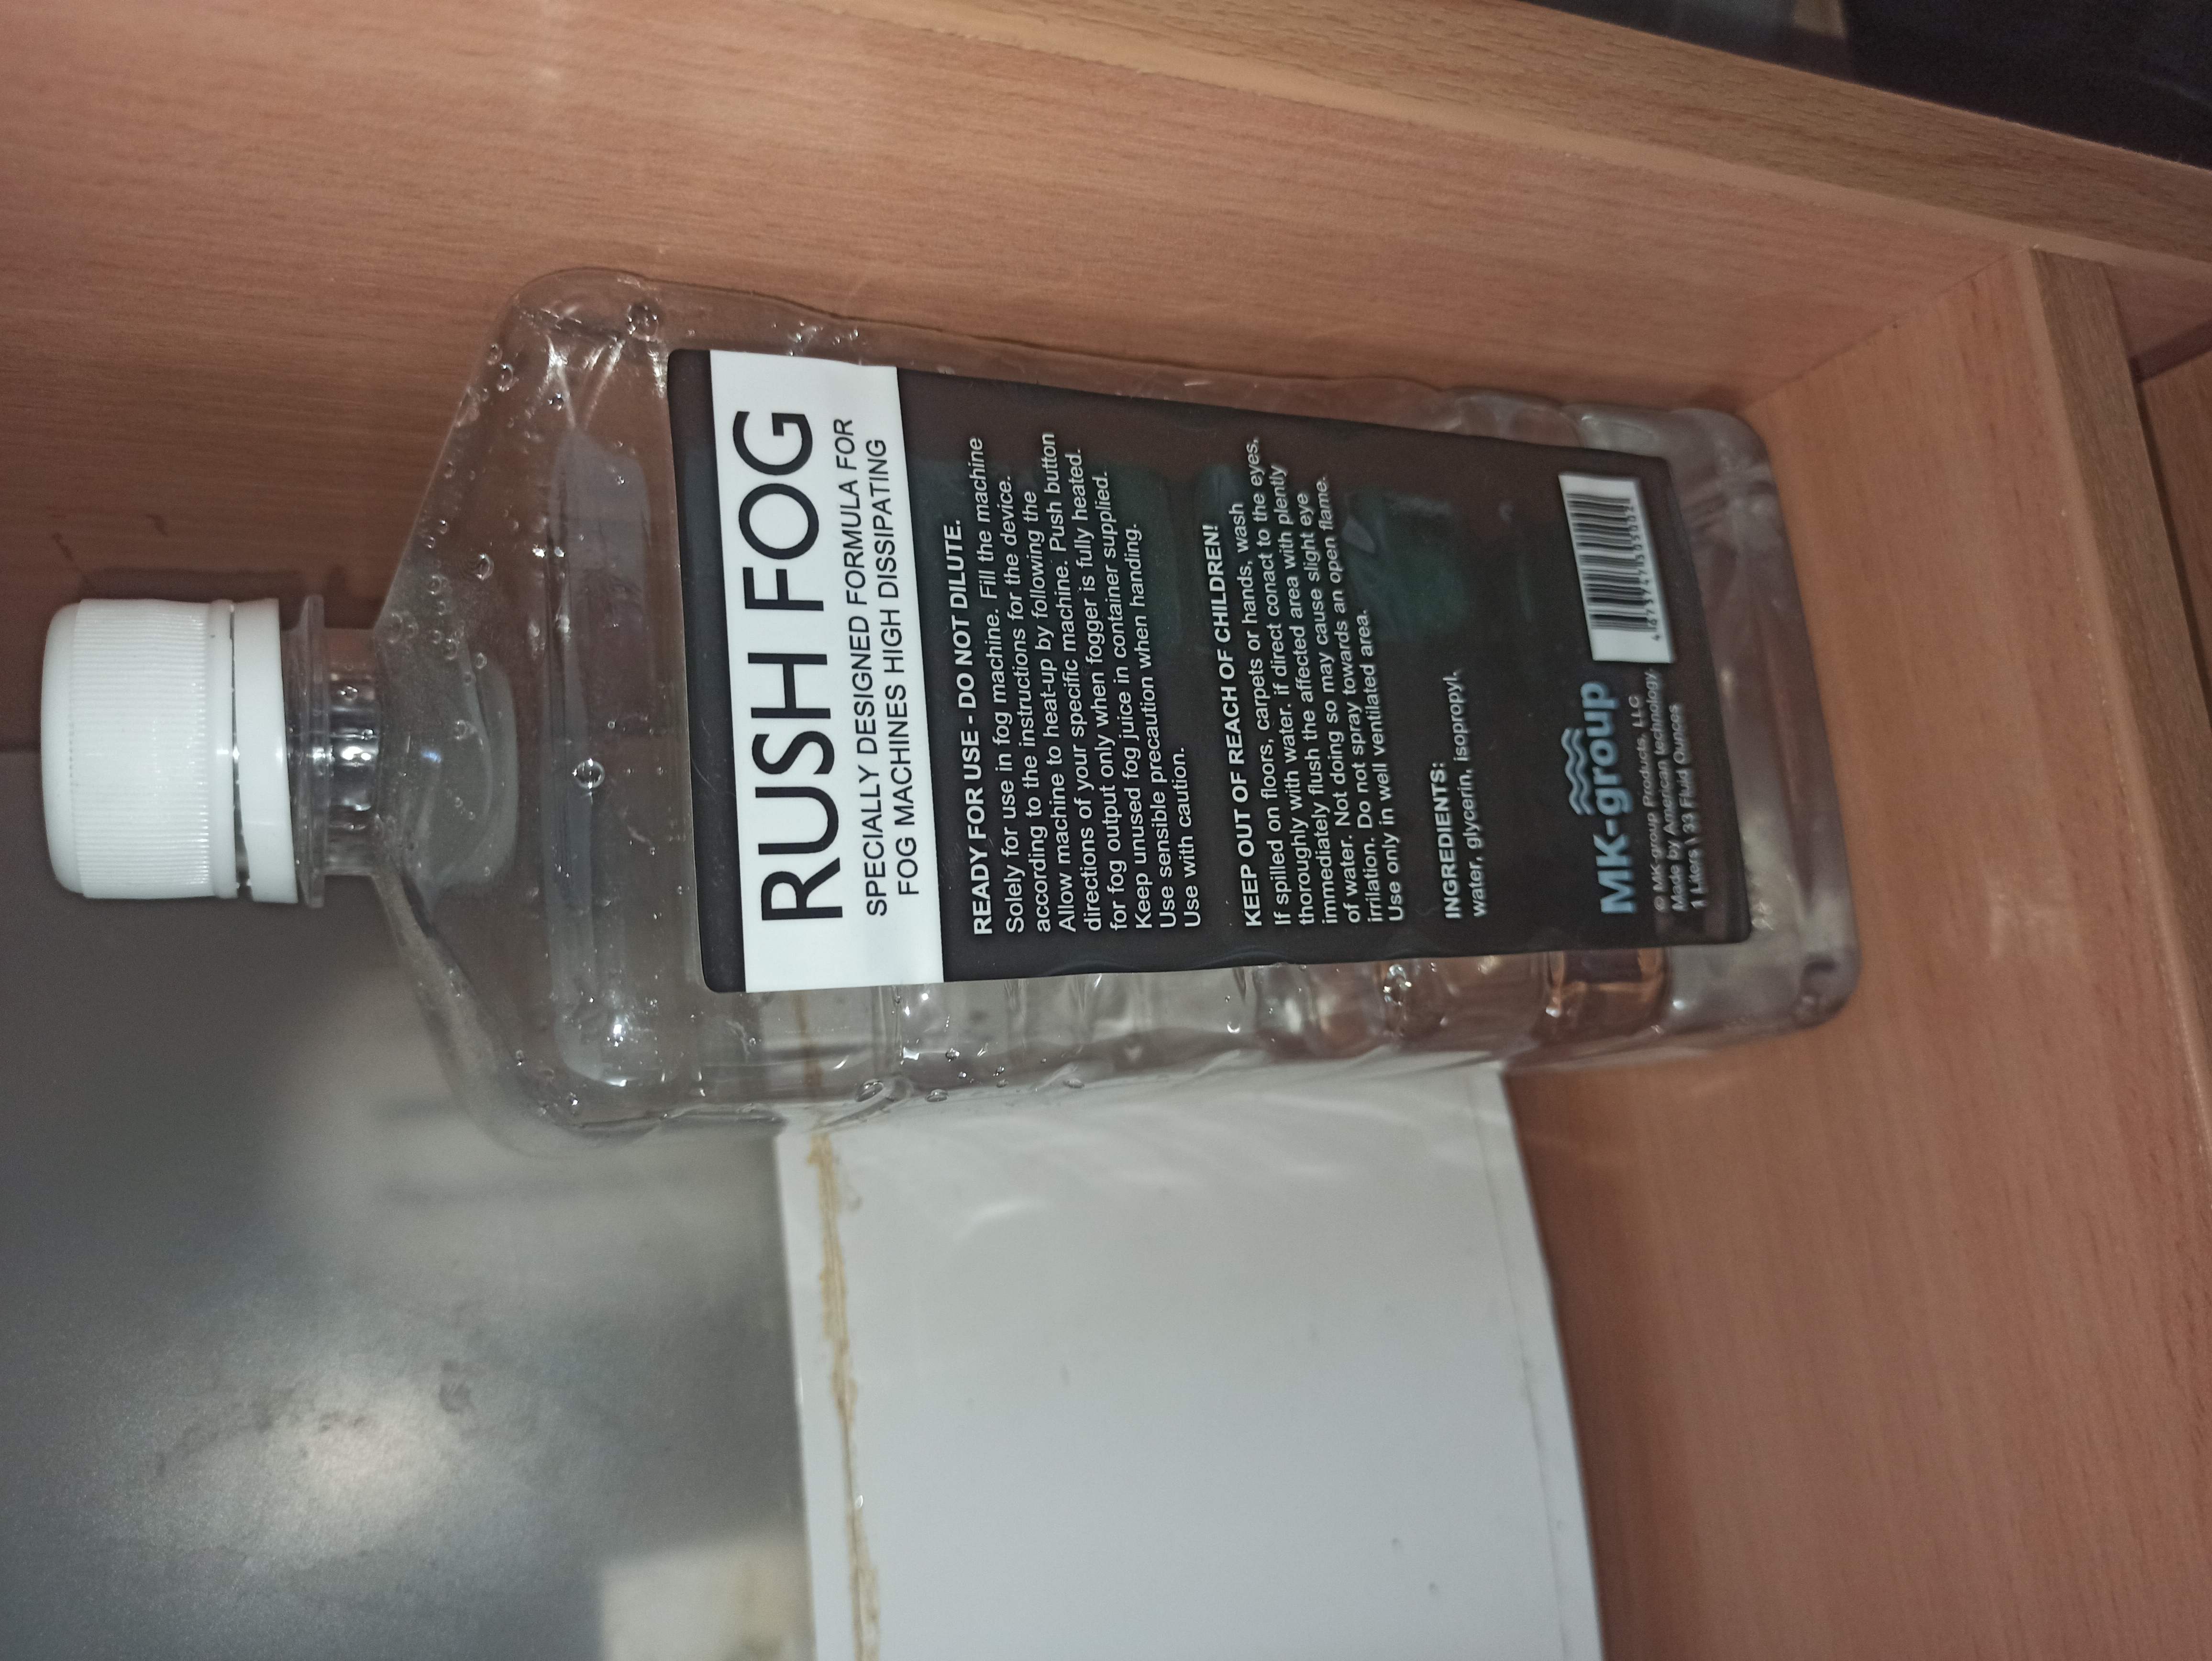 RUSH FOG
SPECIALLY DESIGNED FORMULA FOR
FOG MACHINES HIGH DISSIPATING
READY FOR USE - DO NOT DILUTE.
Solely for use in fog machine. Fill the machine
according to the instructions for the device.
Allow machine to heat-up by following the
directions of your specific machine. Push button
for fog output only when fogger is fully heated.
Keep unused fog juice in container supplied.
Use sensible precaution when handing.
Use with caution.
KEEP OUT OF REACH OF CHILDREN!
If spilled on floors, carpets or hands, wash
thoroughly with water. if direct conact to the eyes,
immediately flush the affected area with plently
of water. Not doing so may cause slight eye
irrilation. Do not spray towards an open flame.
Use only in well ventilated area.
INGREDIENTS:
water, glycerin, isopropyl.
MK-group
© MK-group Products, LLC
Made by American technology.
1 Liters \ 33 Fluid Ounces